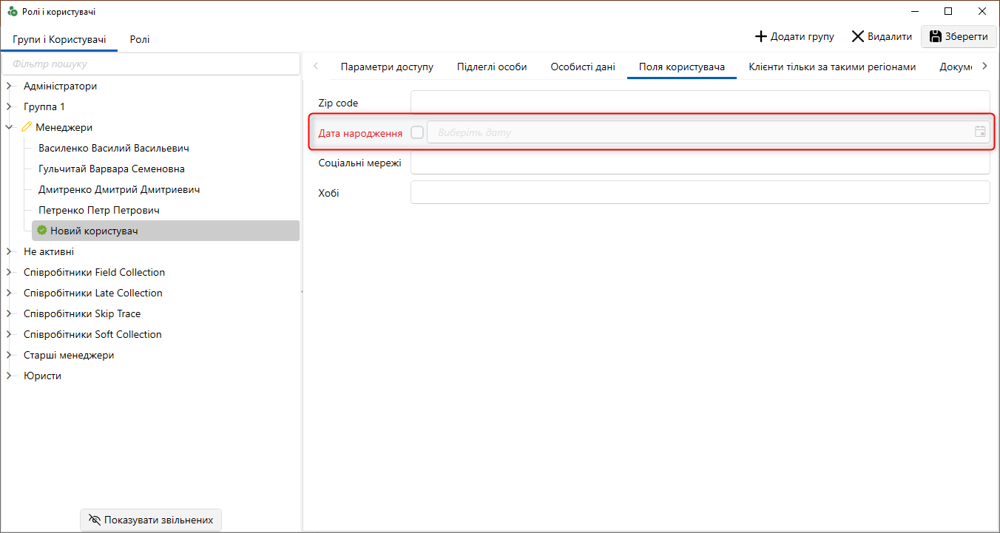 Ролі і користувачі
Групи і Користувачі Ролі
Додати групу Видалити Зберегти
Фільтр пошуку
Адміністратори
Группа 1
Менеджери
Василенко Василий Васильевич
Гульчитай Варвара Семеновна
Дмитренко Дмитрий Дмитриевич
Петренко Петр Петрович
Новий користувач
Не активні
Співробітники Field Collection
Співробітники Late Collection
Співробітники Skip Trace
Співробітники Soft Collection
Старші менеджери
Юристи
Показувати звільнених
Параметри доступу Підлеглі особи Особисті дані Поля користувача Клієнти тільки за такими регіонами Докум
Zip code
Дата народження Виберіть дату
Соціальні мережі
Хобі